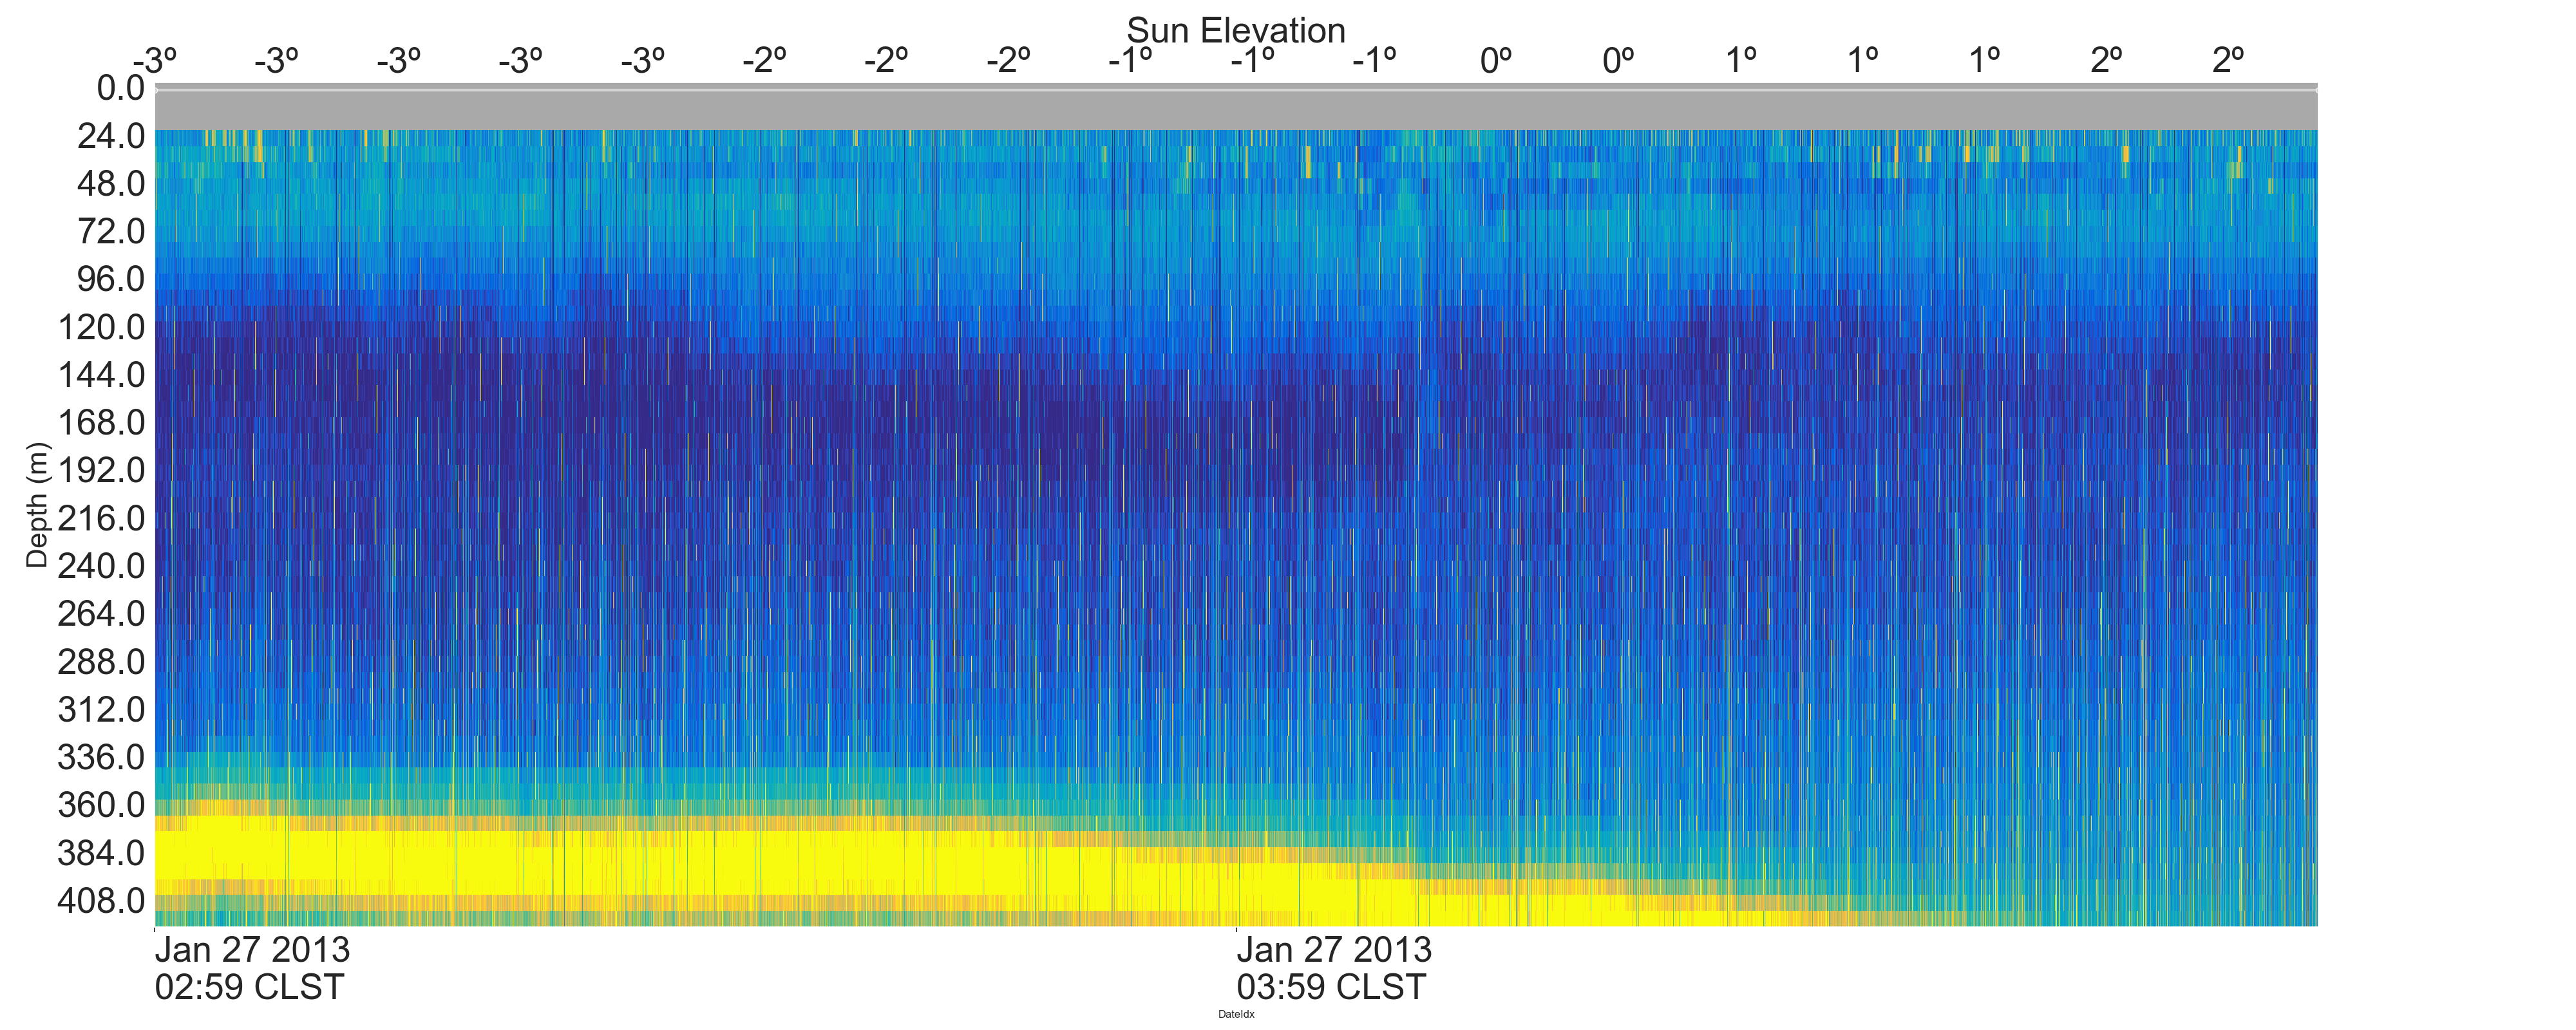 Sun Elevation
-3º -3º -3º -3º -3º -2º -2º -2º -1º -1º -1º 0º 0º 1º 1º 1º 2º 2º
0.0
24.0
48.0
72.0
96.0
120.0
144.0
168.0
192.0
216.0
240.0
264.0
288.0
312.0
336.0
360.0
384.0
408.0
Depth (m)
Jan 27 2013
02:59 CLST
Jan 27 2013
03:59 CLST
DateIdx